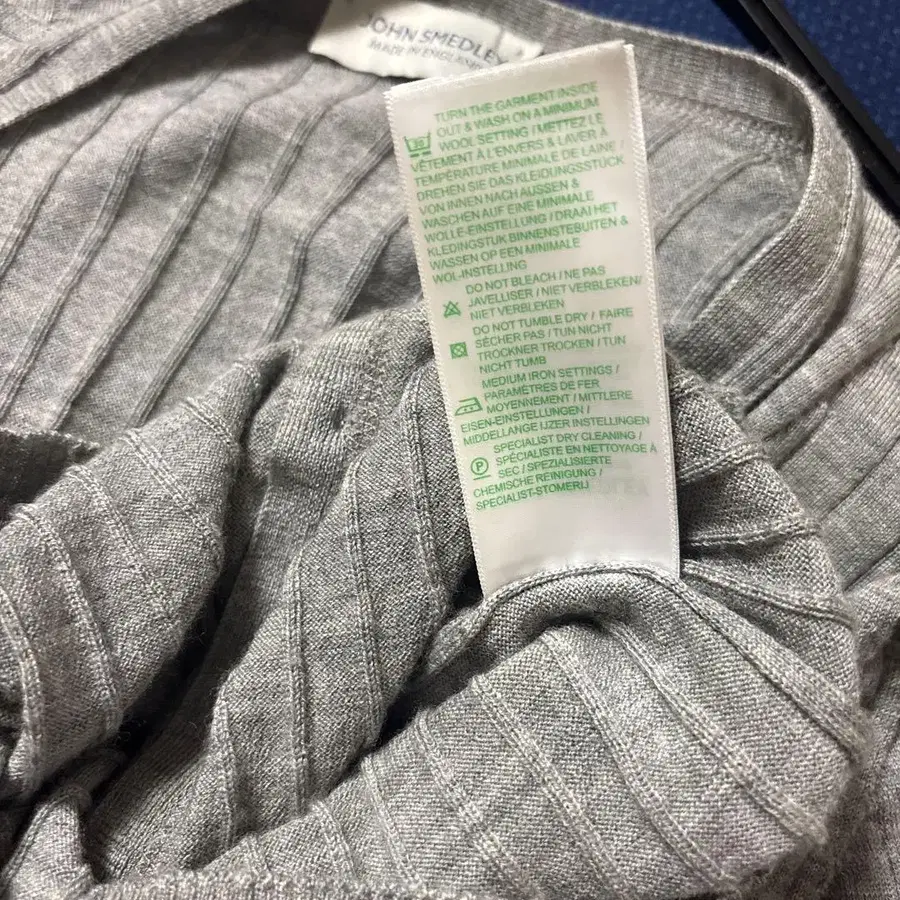 JOHN SMEDLEY
MADE IN ENGLAND
30
TURN THE GARMENT INSIDE
OUT & WASH ON A MINIMUM
WOOL SETTING / METTEZ LE
VÊTEMENT À L'ENVERS & LAVER À
TEMPÉRATURE MINIMALE DE LAINE /
DREHEN SIE DAS KLEIDUNGSSTÜCK
VON INNEN NACH AUSSEN &
WASCHEN AUF EINE MINIMALE
WOLLE-EINSTELLUNG / DRAAI HET
KLEDINGSTUK BINNENSTEBUITEN &
WASSEN OP EEN MINIMALE
WOL-INSTELLING
DO NOT BLEACH / NE PAS
JAVELLISER / NIET VERBLEKEN/
NIET VERBLEKEN
DO NOT TUMBLE DRY / FAIRE
SÉCHER PAS / TUN NICHT
TROCKNER TROCKEN / TUN
NICHT TUMB
MEDIUM IRON SETTINGS /
PARAMÈTRES DE FER
MOYENNEMENT / MITTLERE
EISEN-EINSTELLUNGEN /
MIDDELLANGE IJZER INSTELLINGEN
P
SPECIALIST DRY CLEANING /
SPÉCIALISTE EN NETTOYAGE À
SEC / SPEZIALISIERTE
CHEMISCHE REINIGUNG /
SPECIALIST-STOMERIJ